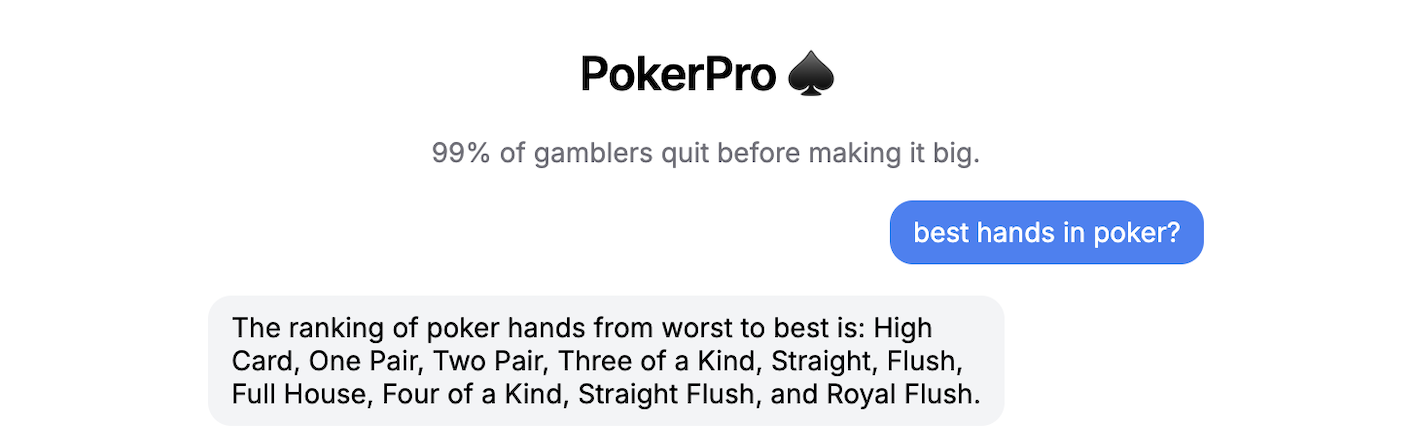 PokerPro ♠
99% of gamblers quit before making it big.
best hands in poker?
The ranking of poker hands from worst to best is: High
Card, One Pair, Two Pair, Three of a Kind, Straight, Flush,
Full House, Four of a Kind, Straight Flush, and Royal Flush.